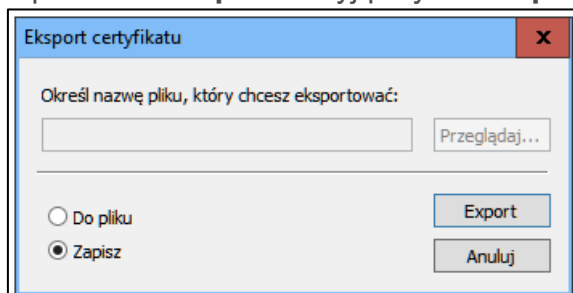 Eksport certyfikatu
x
Określ nazwę pliku, który chcesz eksportować:
Przeglądaj...
Do pliku
Export
Zapisz
Anuluj